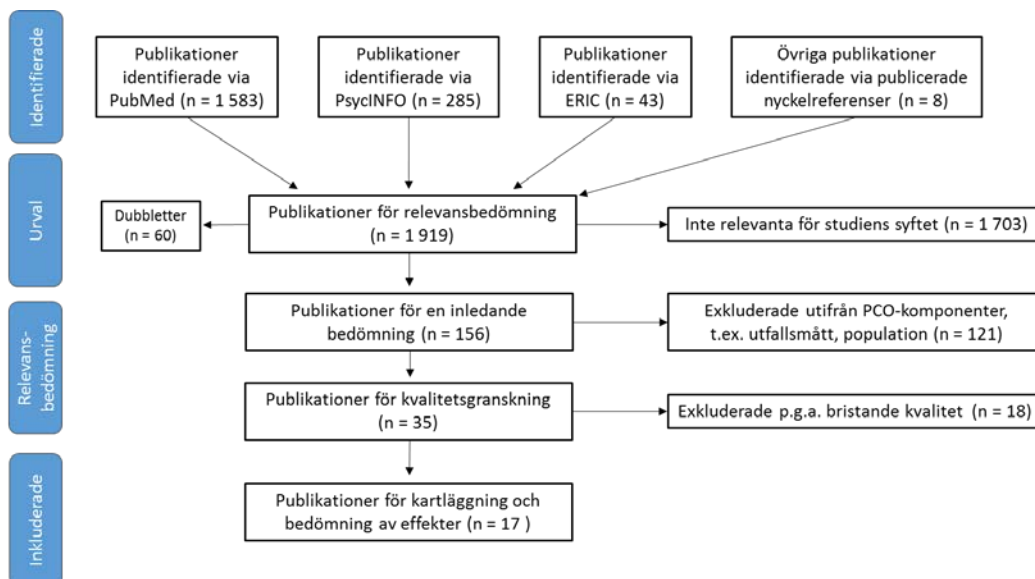 Identifierade
Publikationer
identifierade via
PubMed (n = 1 583)
Publikationer
identifierade via
PsycINFO (n = 285)
Publikationer
identifierade via
ERIC (n = 43)
Övriga publikationer
identifierade via publicerade
nyckelreferenser (n = 8)
Urval
Dubbletter
(n = 60)
Publikationer för relevansbedömning
(n = 1 919)
Inte relevanta för studiens syftet (n = 1 703)
Relevans-
bedömning
Publikationer för en inledande
bedömning (n = 156)
Exkluderade utifrån PCO-komponenter,
t.ex. utfallsmått, population (n = 121)
Publikationer för kvalitetsgranskning
(n = 35)
Exkluderade p.g.a. bristande kvalitet (n = 18)
Inkluderade
Publikationer för kartläggning och
bedömning av effekter (n = 17 )